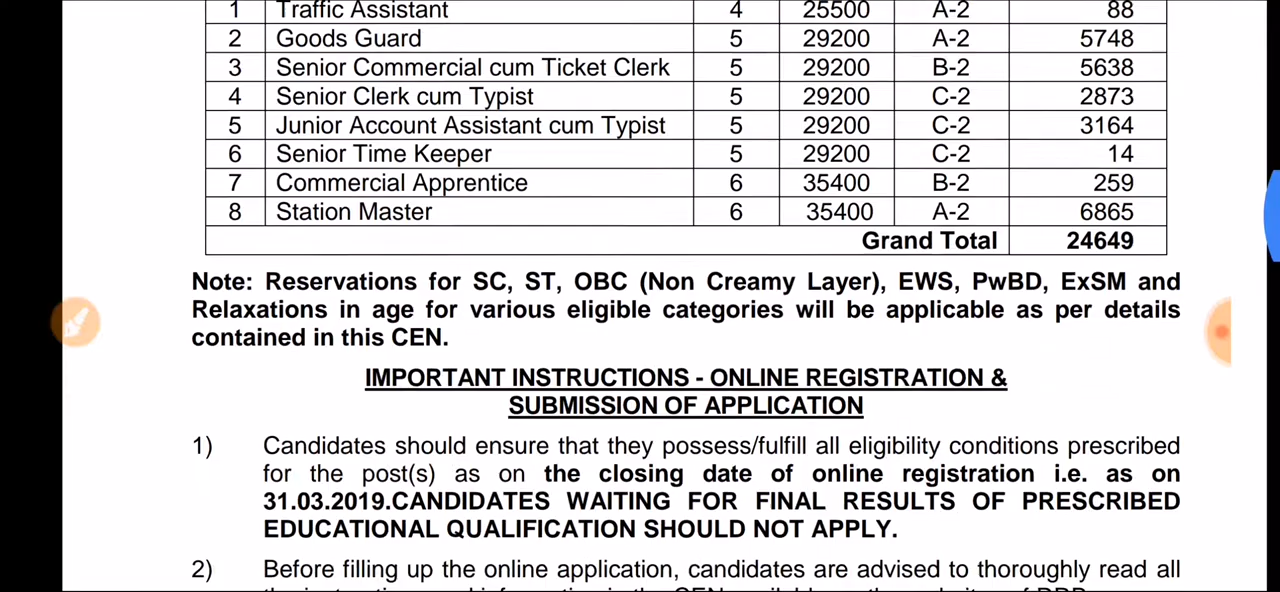 1 Traffic Assistant 4 25500 A-2 88
2 Goods Guard 5 29200 A-2 5748
3 Senior Commercial cum Ticket Clerk 5 29200 B-2 5638
4 Senior Clerk cum Typist 5 29200 C-2 2873
5 Junior Account Assistant cum Typist 5 29200 C-2 3164
6 Senior Time Keeper 5 29200 C-2 14
7 Commercial Apprentice 6 35400 B-2 259
8 Station Master 6 35400 A-2 6865
Grand Total 24649
Note: Reservations for SC, ST, OBC (Non Creamy Layer), EWS, PwBD, ExSM and
Relaxations in age for various eligible categories will be applicable as per details
contained in this CEN.
IMPORTANT INSTRUCTIONS - ONLINE REGISTRATION &
SUBMISSION OF APPLICATION
1) Candidates should ensure that they possess/fulfill all eligibility conditions prescribed
for the post(s) as on the closing date of online registration i.e. as on
31.03.2019.CANDIDATES WAITING FOR FINAL RESULTS OF PRESCRIBED
EDUCATIONAL QUALIFICATION SHOULD NOT APPLY.
2) Before filling up the online application, candidates are advised to thoroughly read all